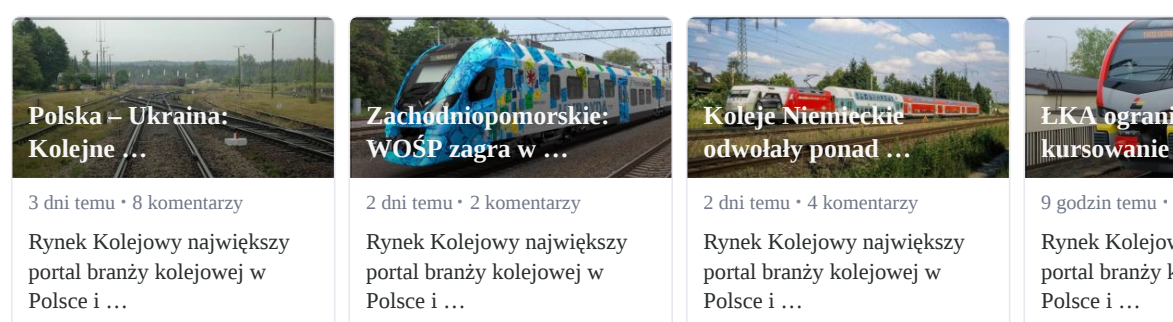 Polska – Ukraina:
Kolejne …
3 dni temu • 8 komentarzy
Rynek Kolejowy największy
portal branży kolejowej w
Polsce i …
Zachodniopomorskie:
WOŚP zagra w …
2 dni temu • 2 komentarzy
Rynek Kolejowy największy
portal branży kolejowej w
Polsce i …
Koleje Niemieckie
odwołały ponad …
2 dni temu • 4 komentarzy
Rynek Kolejowy największy
portal branży kolejowej w
Polsce i …
ŁKA ograni
kursowanie
9 godzin temu •
Rynek Kolejow
portal branży k
Polsce i …